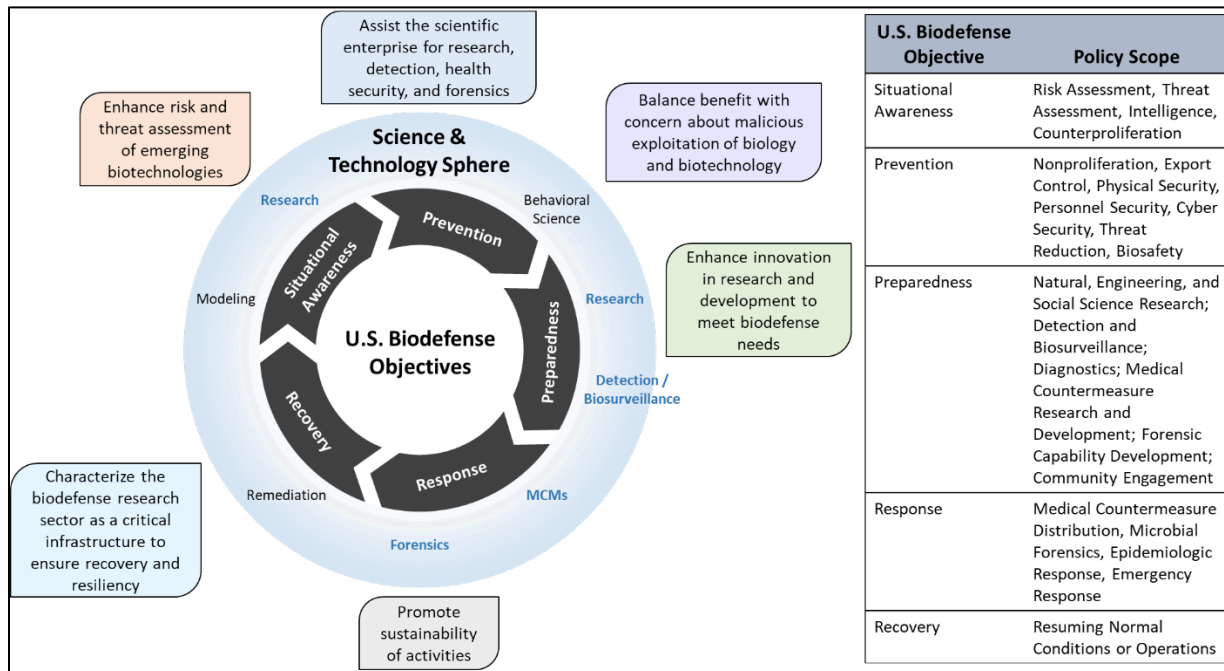 Assist the scientific
enterprise for research,
detection, health
security, and forensics
Enhance risk and
threat assessment
of emerging
biotechnologies
Balance benefit with
concern about malicious
exploitation of biology
and biotechnology
Science &
Technology Sphere
Research
Behavioral
Science
Prevention
Situational
Awareness
Enhance innovation
in research and
development to
meet biodefense
needs
Modeling
Research
U.S. Biodefense
Objectives
Preparedness
Detection /
Biosurveillance
Recovery
Response
Characterize the
biodefense research
sector as a critical
infrastructure to
ensure recovery and
resiliency
Remediation
MCMs
Forensics
Promote
sustainability
of activities
U.S. Biodefense
Objective
Policy Scope
Situational
Awareness
Risk Assessment, Threat
Assessment, Intelligence,
Counterproliferation
Prevention
Nonproliferation, Export
Control, Physical Security,
Personnel Security, Cyber
Security, Threat
Reduction, Biosafety
Preparedness
Natural, Engineering, and
Social Science Research;
Detection and
Biosurveillance;
Diagnostics; Medical
Countermeasure
Research and
Development; Forensic
Capability Development;
Community Engagement
Response
Medical Countermeasure
Distribution, Microbial
Forensics, Epidemiologic
Response, Emergency
Response
Recovery
Resuming Normal
Conditions or Operations